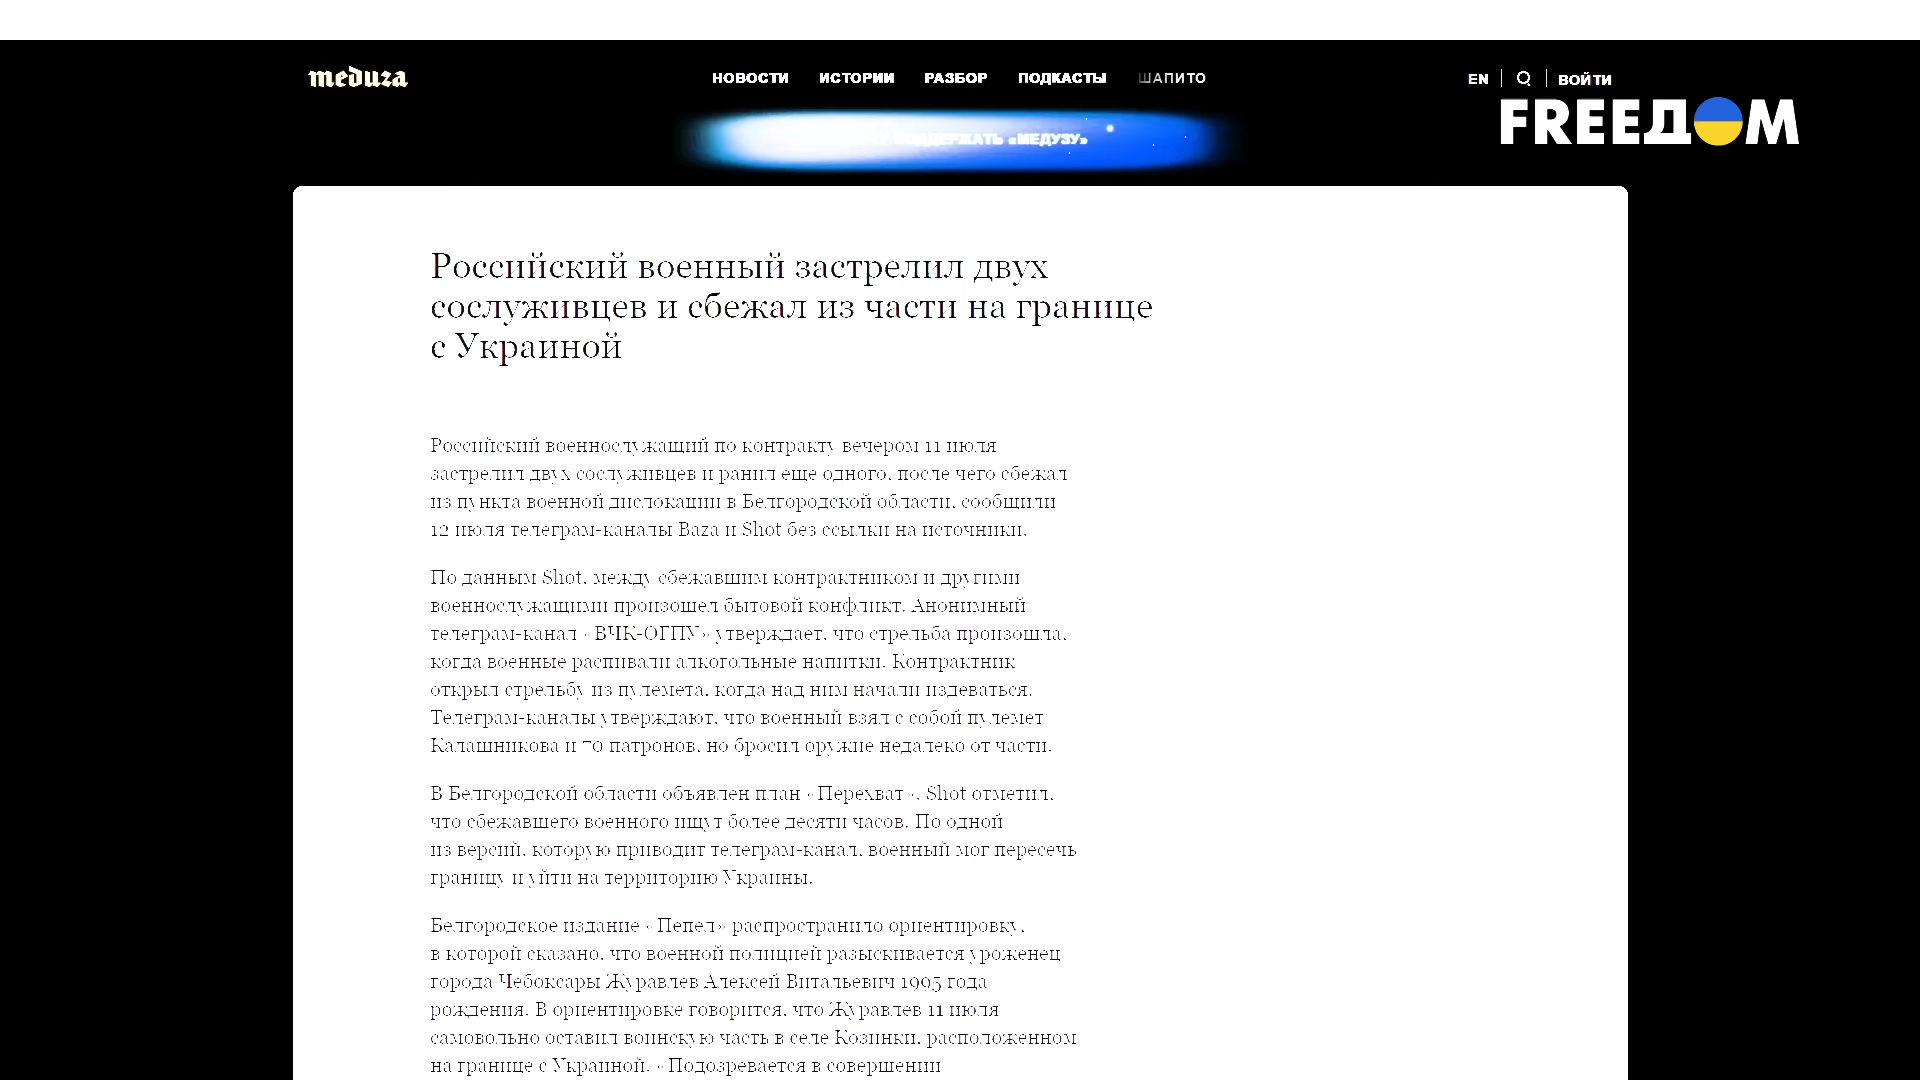 meduza
НОВОСТИ ИСТОРИИ РАЗБОР ПОДКАСТЫ ШАПИТО
EN ВОЙТИ
FREEДОМ
ПОДДЕРЖАТЬ «МЕДУЗУ»
Российский военный застрелил двух
сослуживцев и сбежал из части на границе
с Украиной
Российский военнослужащий по контракту вечером 11 июля
застрелил двух сослуживцев и ранил еще одного, после чего сбежал
из пункта военной дислокации в Белгородской области, сообщили
12 июля телеграм-каналы Baza и Shot без ссылки на источники.
По данным Shot, между сбежавшим контрактником и другими
военнослужащими произошел бытовой конфликт. Анонимный
телеграм-канал «ВЧК-ОГПУ» утверждает, что стрельба произошла,
когда военные распивали алкогольные напитки. Контрактник
открыл стрельбу из пулемета, когда над ним начали издеваться.
Телеграм-каналы утверждают, что военный взял с собой пулемет
Калашникова и 70 патронов, но бросил оружие недалеко от части.
В Белгородской области объявлен план «Перехват». Shot отметил,
что сбежавшего военного ищут более десяти часов. По одной
из версий, которую приводит телеграм-канал, военный мог пересечь
границу и уйти на территорию Украины.
Белгородское издание «Пепел» распространило ориентировку,
в которой сказано, что военной полицией разыскивается уроженец
города Чебоксары Журавлев Алексей Витальевич 1995 года
рождения. В ориентировке говорится, что Журавлев 11 июля
самовольно оставил воинскую часть в селе Козинки, расположенном
на границе с Украиной. «Подозревается в совершении